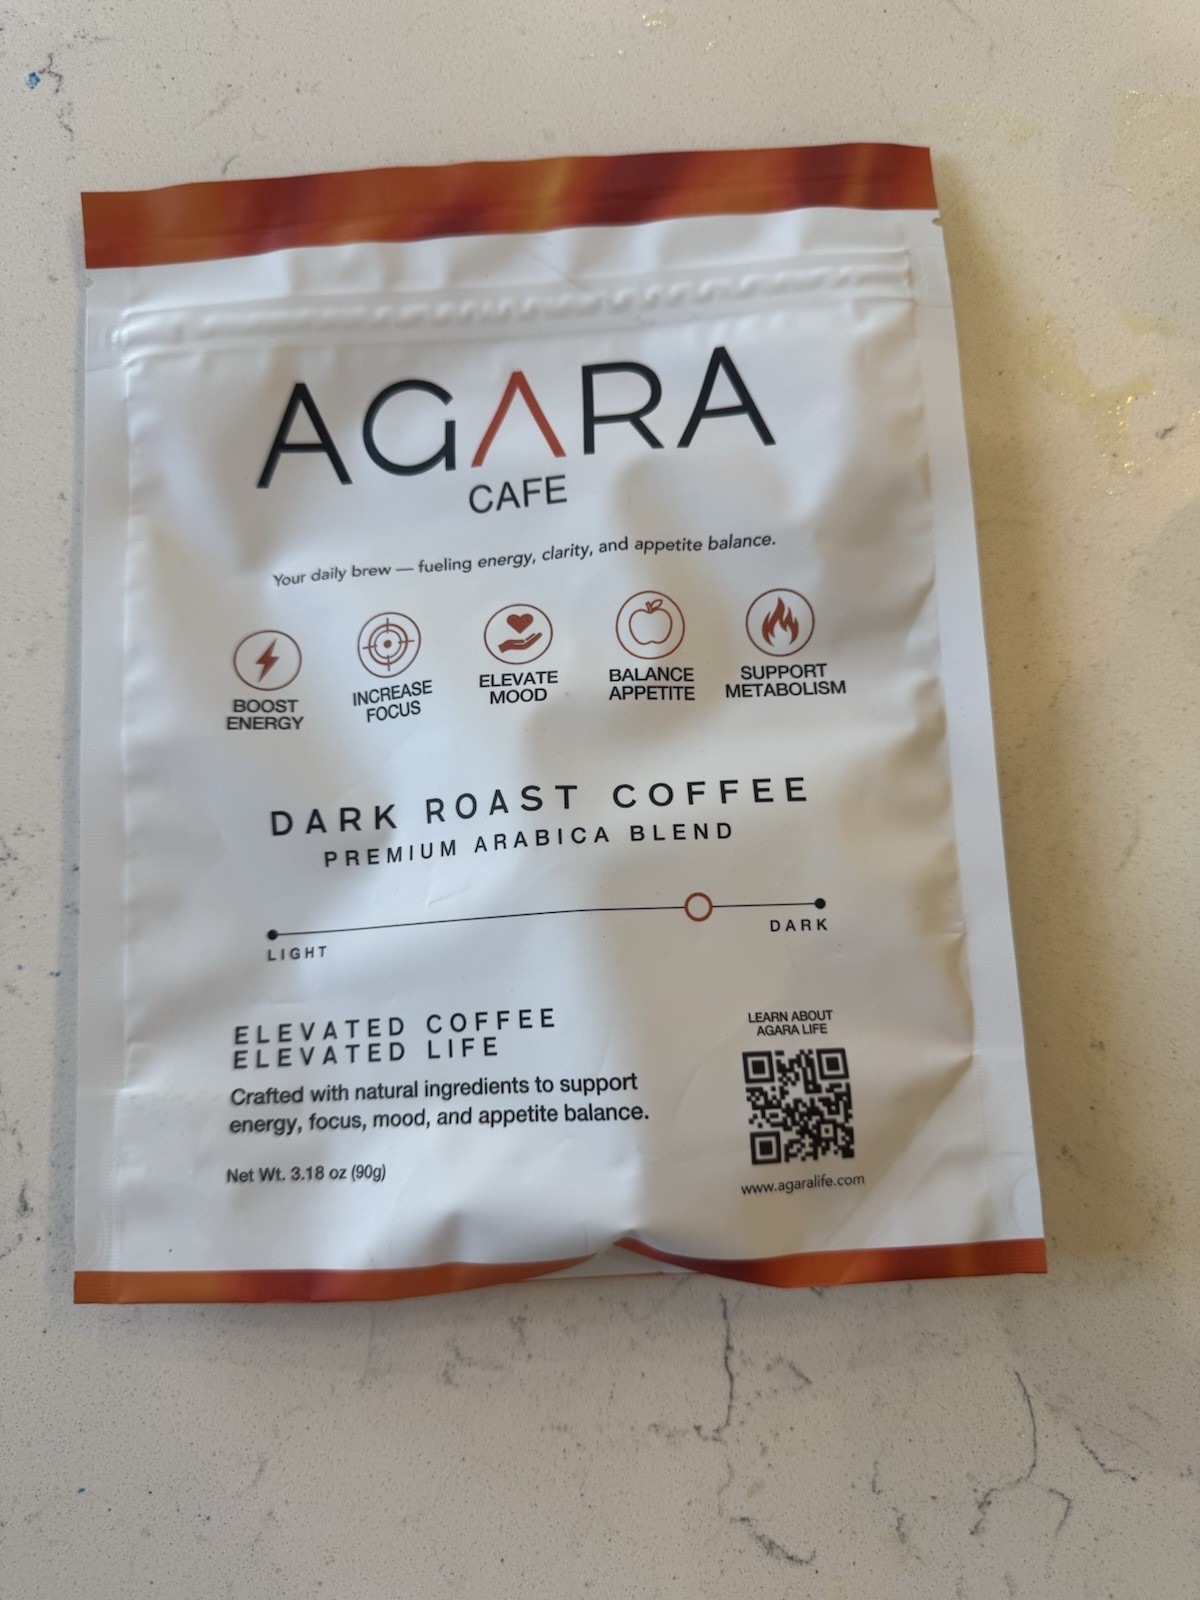 AGARA
CAFE
Your daily brew — fueling energy, clarity, and appetite balance.
BOOST
ENERGY
INCREASE
FOCUS
ELEVATE
MOOD
BALANCE
APPETITE
SUPPORT
METABOLISM
DARK ROAST COFFEE
PREMIUM ARABICA BLEND
LIGHT
DARK
ELEVATED COFFEE
ELEVATED LIFE
Crafted with natural ingredients to support
energy, focus, mood, and appetite balance.
Net Wt. 3.18 oz (90g)
LEARN ABOUT
AGARA LIFE
www.agaralife.com